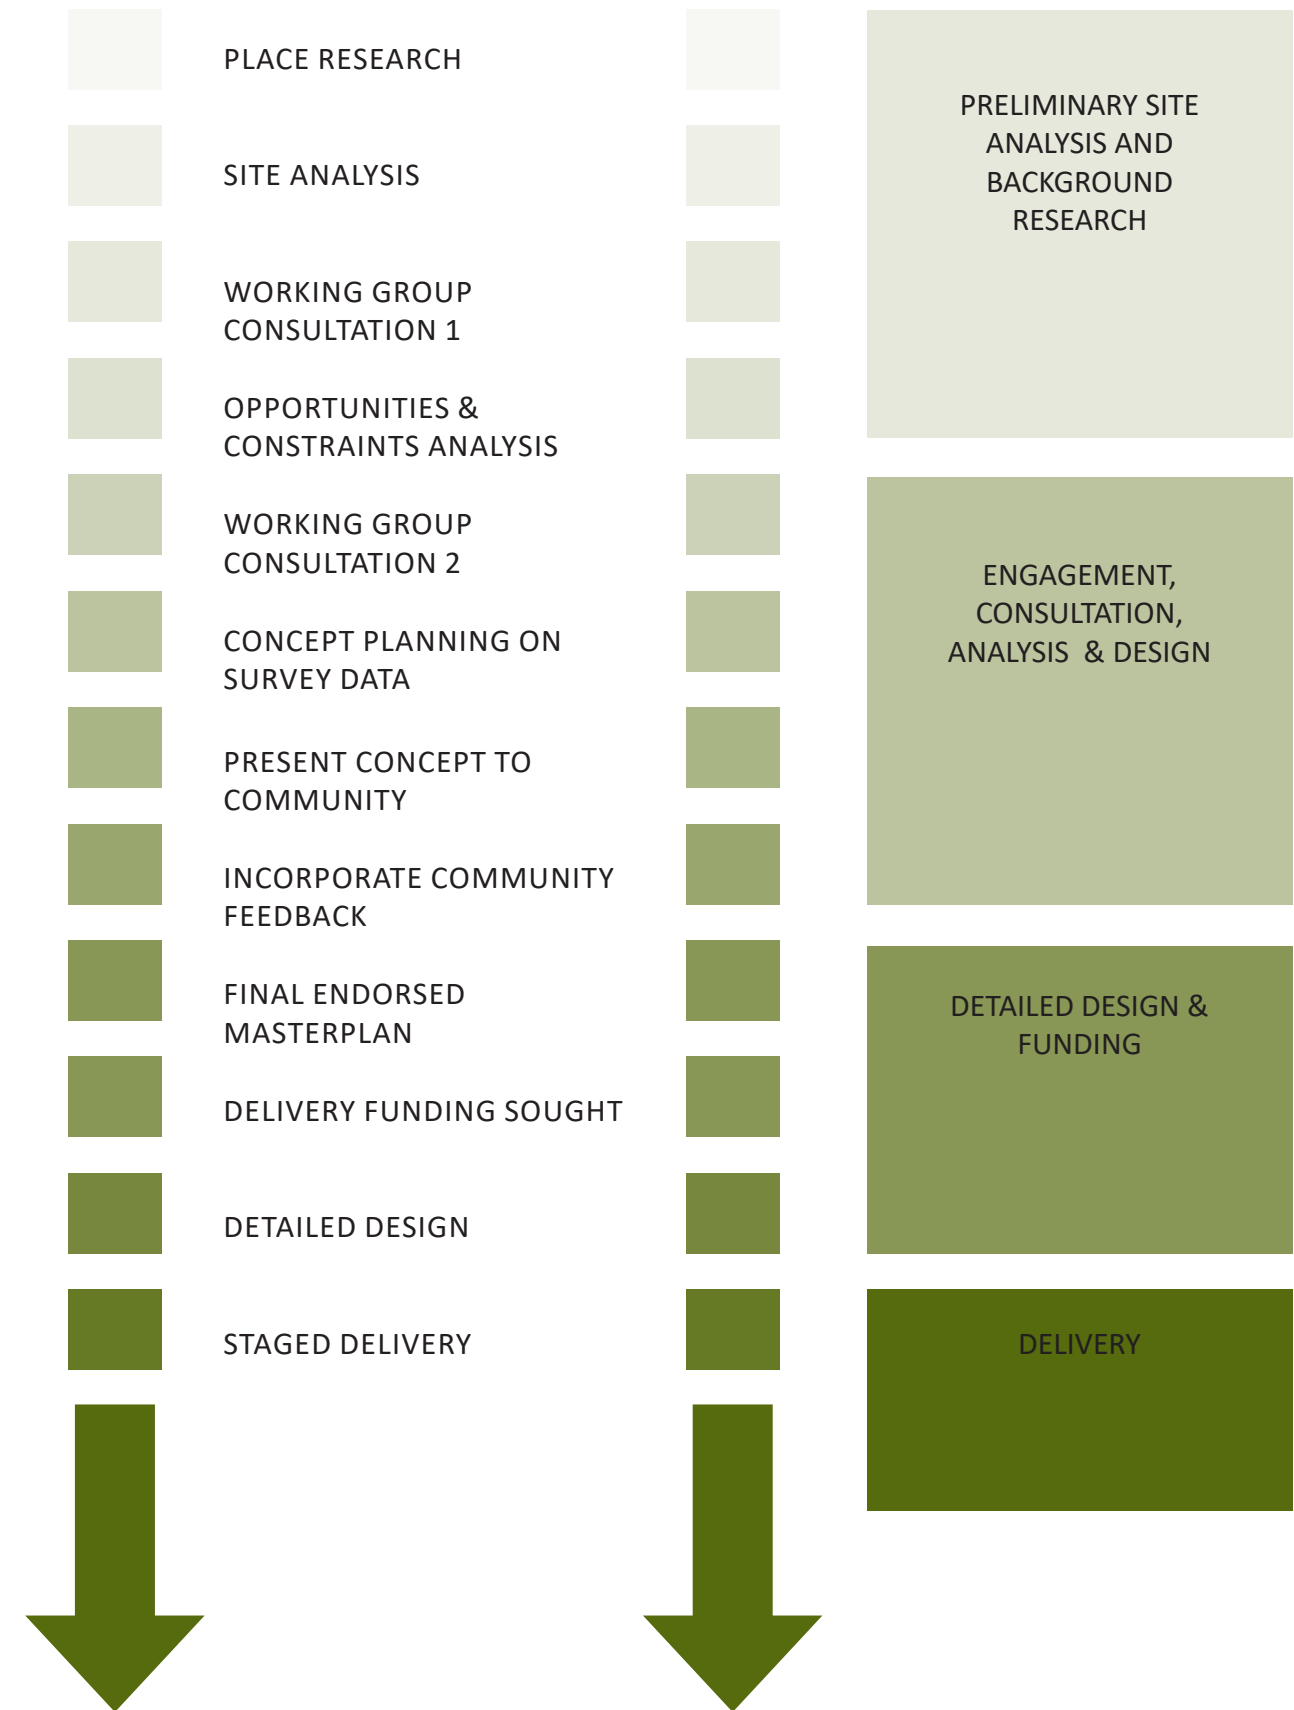 PLACE RESEARCH
SITE ANALYSIS
WORKING GROUP
CONSULTATION 1
OPPORTUNITIES &
CONSTRAINTS ANALYSIS
WORKING GROUP
CONSULTATION 2
CONCEPT PLANNING ON
SURVEY DATA
PRESENT CONCEPT TO
COMMUNITY
INCORPORATE COMMUNITY
FEEDBACK
FINAL ENDORSED
MASTERPLAN
DELIVERY FUNDING SOUGHT
DETAILED DESIGN
STAGED DELIVERY
PRELIMINARY SITE
ANALYSIS AND
BACKGROUND
RESEARCH
ENGAGEMENT,
CONSULTATION,
ANALYSIS & DESIGN
DETAILED DESIGN &
FUNDING
DELIVERY